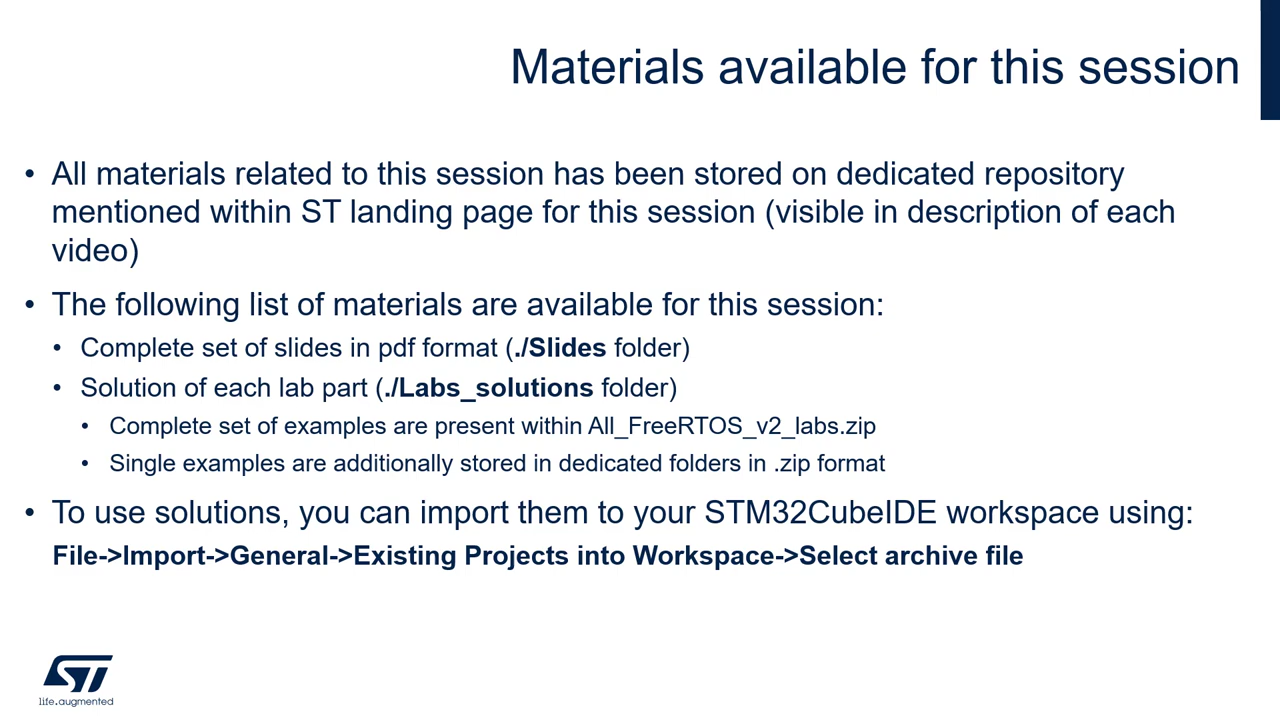 Materials available for this session
• All materials related to this session has been stored on dedicated repository
mentioned within ST landing page for this session (visible in description of each
video)
• The following list of materials are available for this session:
• Complete set of slides in pdf format (./Slides folder)
• Solution of each lab part (./Labs_solutions folder)
• Complete set of examples are present within All_FreeRTOS_v2_labs.zip
• Single examples are additionally stored in dedicated folders in .zip format
• To use solutions, you can import them to your STM32CubeIDE workspace using:
File->Import->General->Existing Projects into Workspace->Select archive file
ST
life.augmented